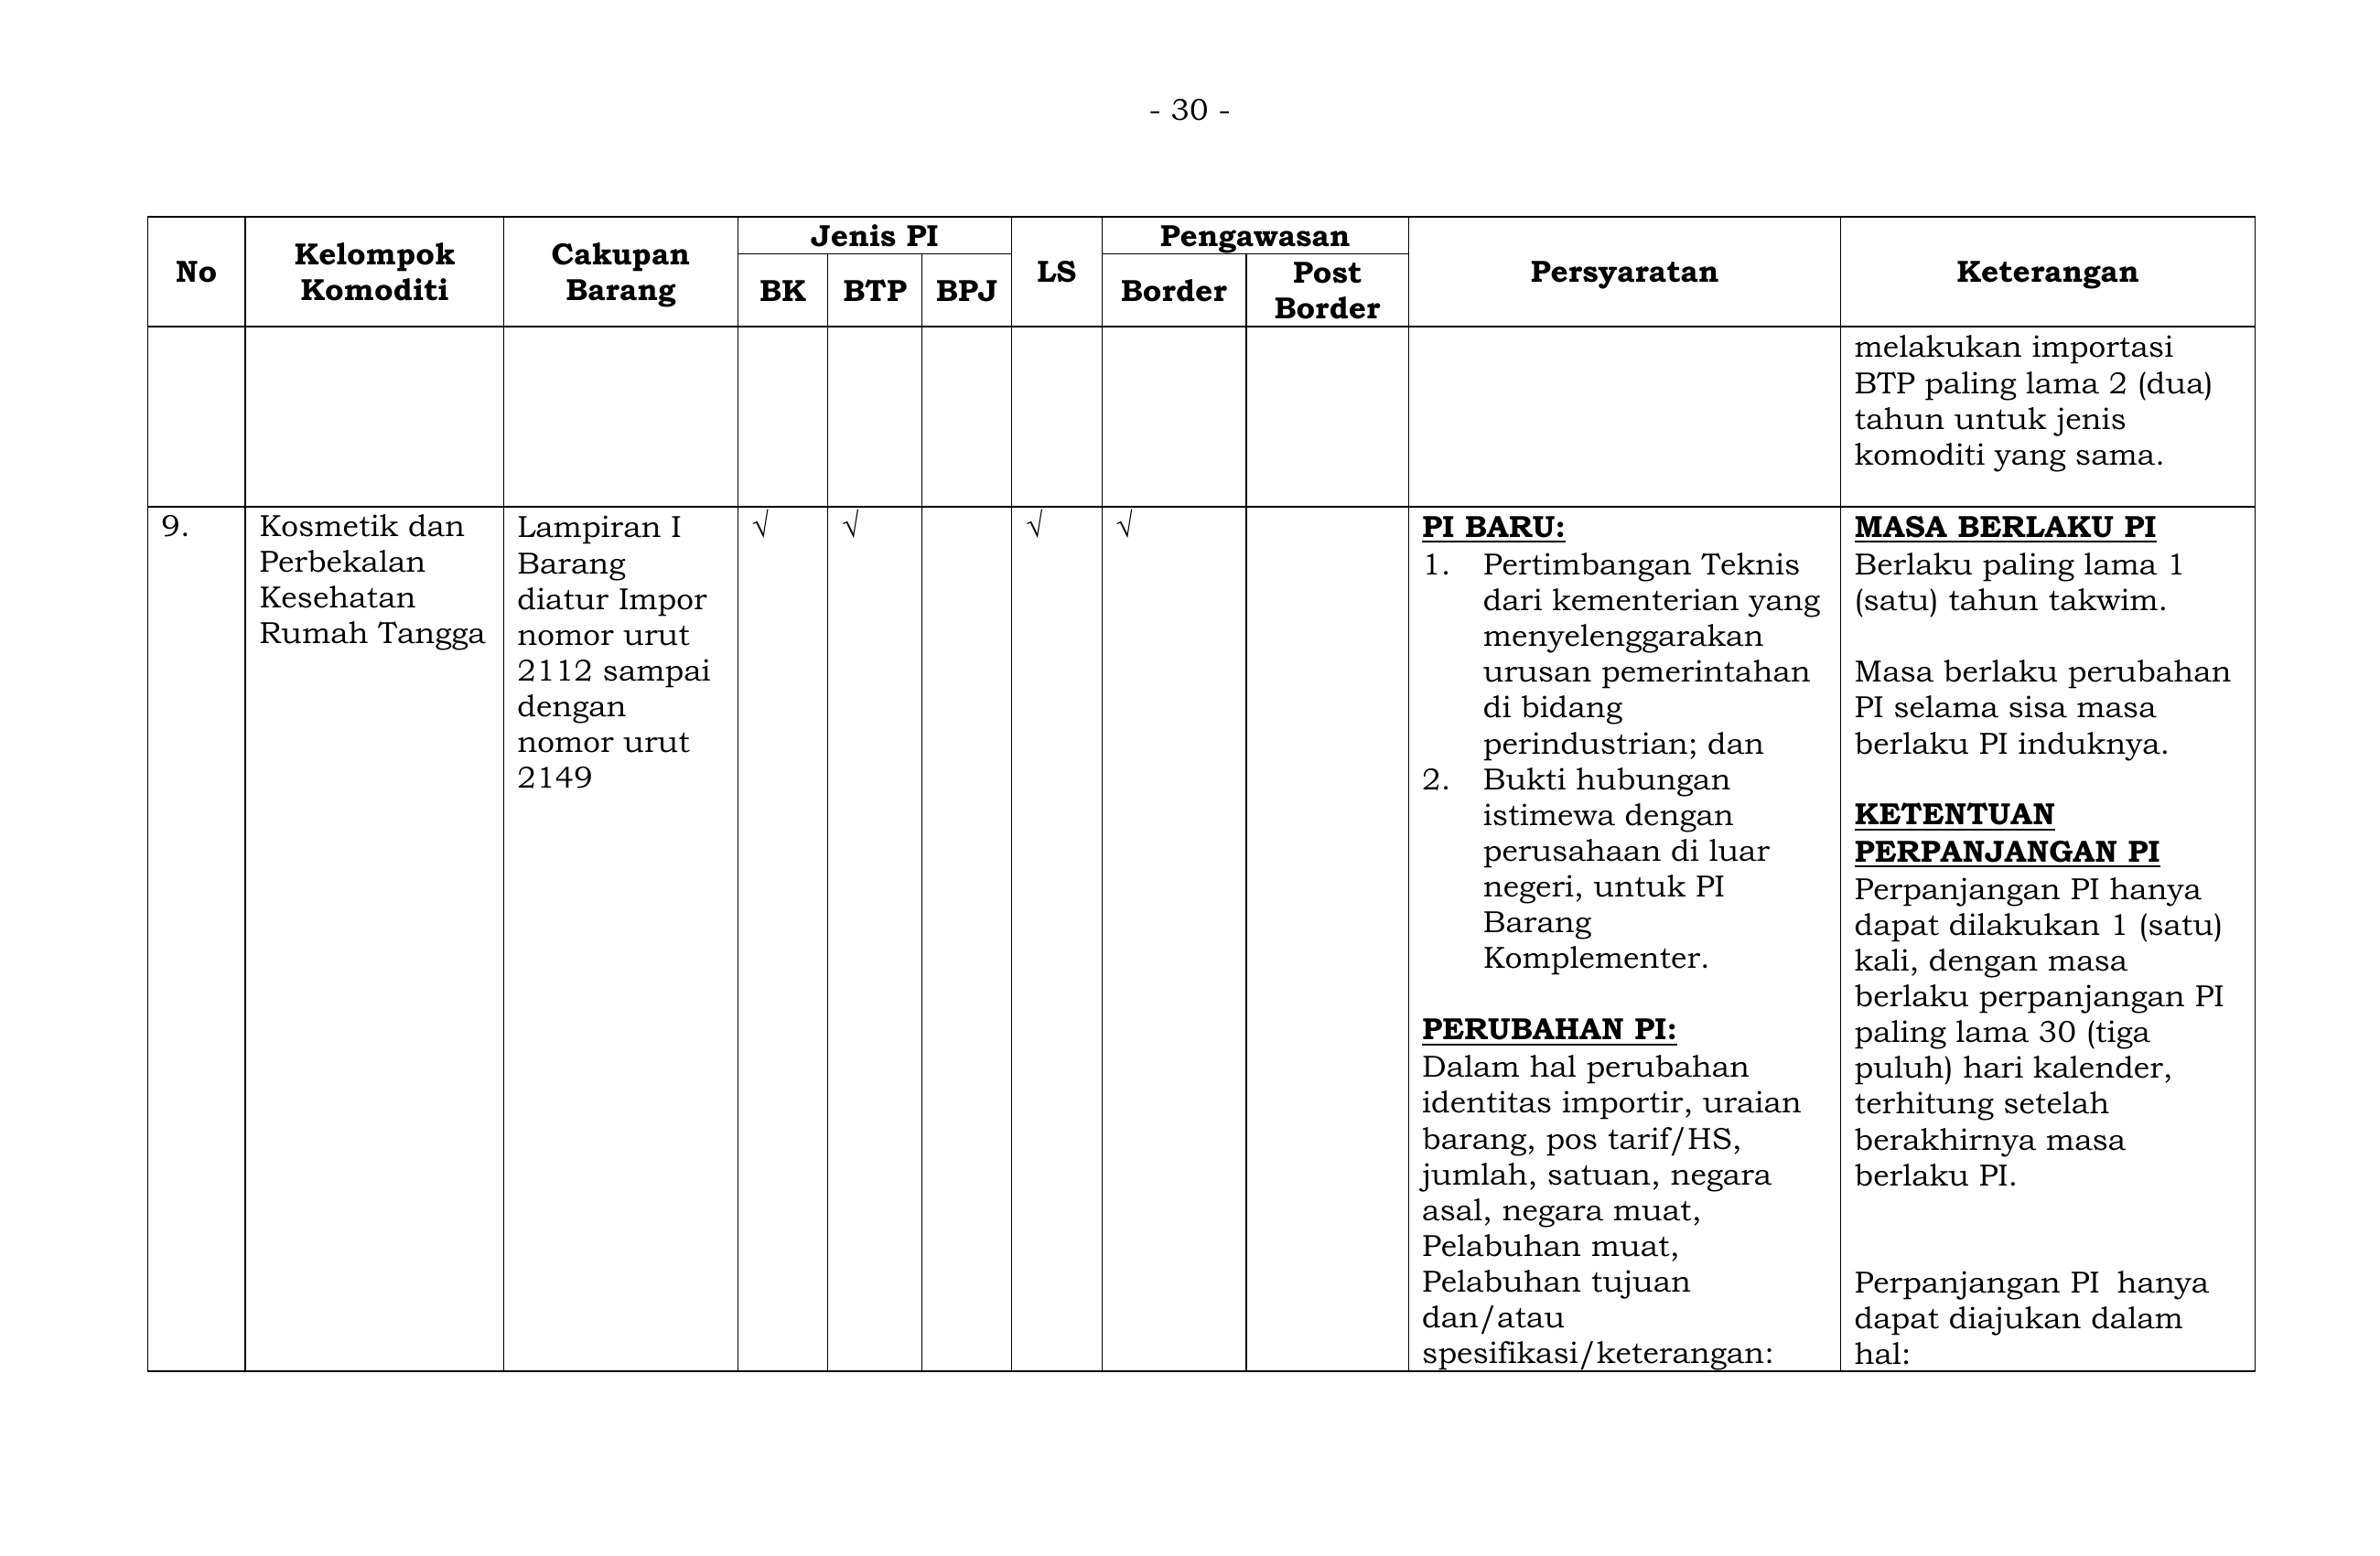 - 30 -
No
Kelompok
Komoditi
Cakupan
Barang
Jenis PI
BK
BTP
BPJ
LS
Pengawasan
Border
Post
Border
Persyaratan
Keterangan
melakukan importasi
BTP paling lama 2 (dua)
tahun untuk jenis
komoditi yang sama.
9.
Kosmetik dan
Perbekalan
Kesehatan
Rumah Tangga
Lampiran I
Barang
diatur Impor
nomor urut
2112 sampai
dengan
nomor urut
2149
√
√
√
√
PI BARU:
1. Pertimbangan Teknis
dari kementerian yang
menyelenggarakan
urusan pemerintahan
di bidang
perindustrian; dan
2. Bukti hubungan
istimewa dengan
perusahaan di luar
negeri, untuk PI
Barang
Komplementer.
PERUBAHAN PI:
Dalam hal perubahan
identitas importir, uraian
barang, pos tarif/HS,
jumlah, satuan, negara
asal, negara muat,
Pelabuhan muat,
Pelabuhan tujuan
dan/atau
spesifikasi/keterangan:
MASA BERLAKU PI
Berlaku paling lama 1
(satu) tahun takwim.
Masa berlaku perubahan
PI selama sisa masa
berlaku PI induknya.
KETENTUAN
PERPANJANGAN PI
Perpanjangan PI hanya
dapat dilakukan 1 (satu)
kali, dengan masa
berlaku perpanjangan PI
paling lama 30 (tiga
puluh) hari kalender,
terhitung setelah
berakhirnya masa
berlaku PI.
Perpanjangan PI  hanya
dapat diajukan dalam
hal: